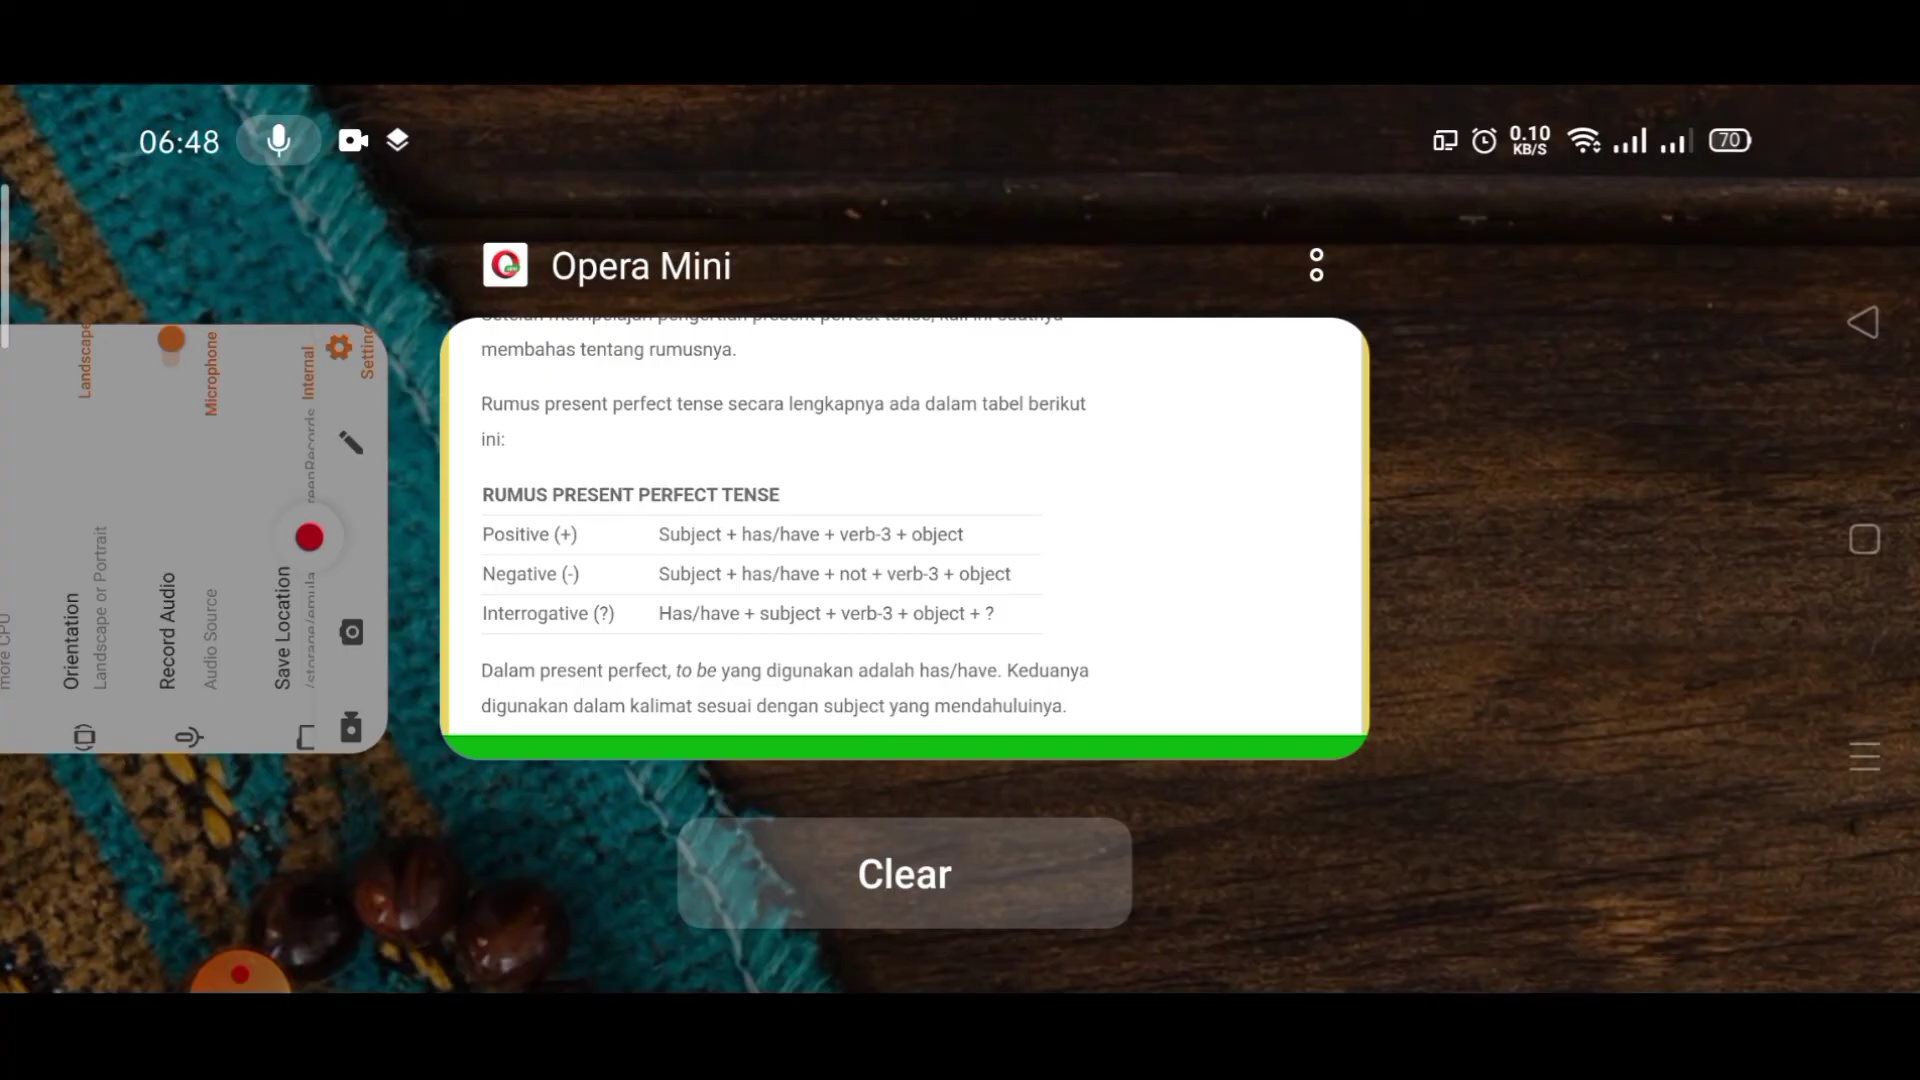 06:48
0.10
KB/S
70
Opera Mini
membahas tentang rumusnya.
Rumus present perfect tense secara lengkapnya ada dalam tabel berikut
ini:
RUMUS PRESENT PERFECT TENSE
Positive (+) Subject + has/have + verb-3 + object
Negative (-) Subject + has/have + not + verb-3 + object
Interrogative (?) Has/have + subject + verb-3 + object + ?
Dalam present perfect, to be yang digunakan adalah has/have. Keduanya
digunakan dalam kalimat sesuai dengan subject yang mendahuluinya.
more CPU
Orientation
Landscape or Portrait
Landscape
Record Audio
Audio Source
Microphone
Save Location
Internal
Clear